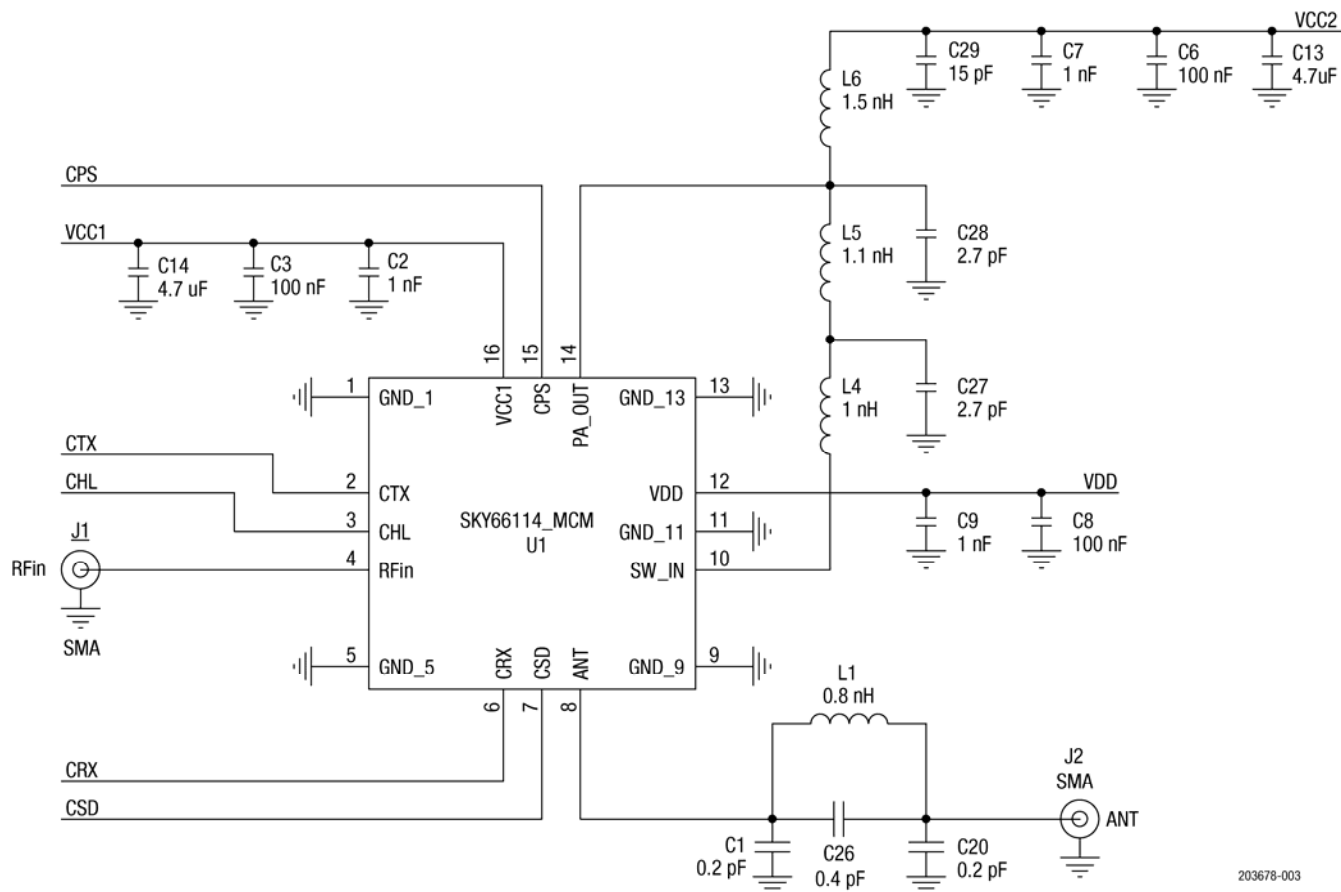 VCC2
C29
15 pF
C7
1 nF
C6
100 nF
C13
4.7uF
L6
1.5 nH
CPS
VCC1
C14
4.7 uF
C3
100 nF
C2
1 nF
L5
1.1 nH
C28
2.7 pF
16
15
14
1
GND_1
VCC1
CPS
PA_OUT
GND_13
13
L4
1 nH
C27
2.7 pF
CTX
2
CTX
VDD
12
VDD
CHL
3
CHL
SKY66114_MCM
U1
GND_11
11
C9
1 nF
C8
100 nF
J1
RFin
4
RFin
SW_IN
10
SMA
5
GND_5
CRX
CSD
ANT
GND_9
9
6
7
8
L1
0.8 nH
CRX
CSD
J2
SMA
ANT
C1
0.2 pF
C26
0.4 pF
C20
0.2 pF
203678-003